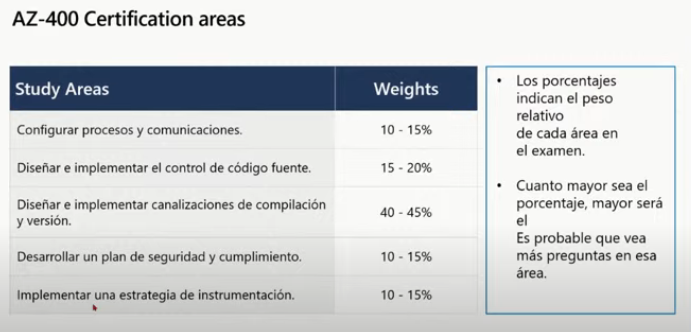 AZ-400 Certification areas
Study Areas
Weights
Configurar procesos y comunicaciones.
10 - 15%
Diseñar e implementar el control de código fuente.
15 - 20%
Diseñar e implementar canalizaciones de compilación
y versión.
40 - 45%
Desarrollar un plan de seguridad y cumplimiento.
10 - 15%
Implementar una estrategia de instrumentación.
10 - 15%
• Los porcentajes
indican el peso
relativo
de cada área en
el examen.
• Cuanto mayor sea el
porcentaje, mayor será
el
Es probable que vea
más preguntas en esa
área.